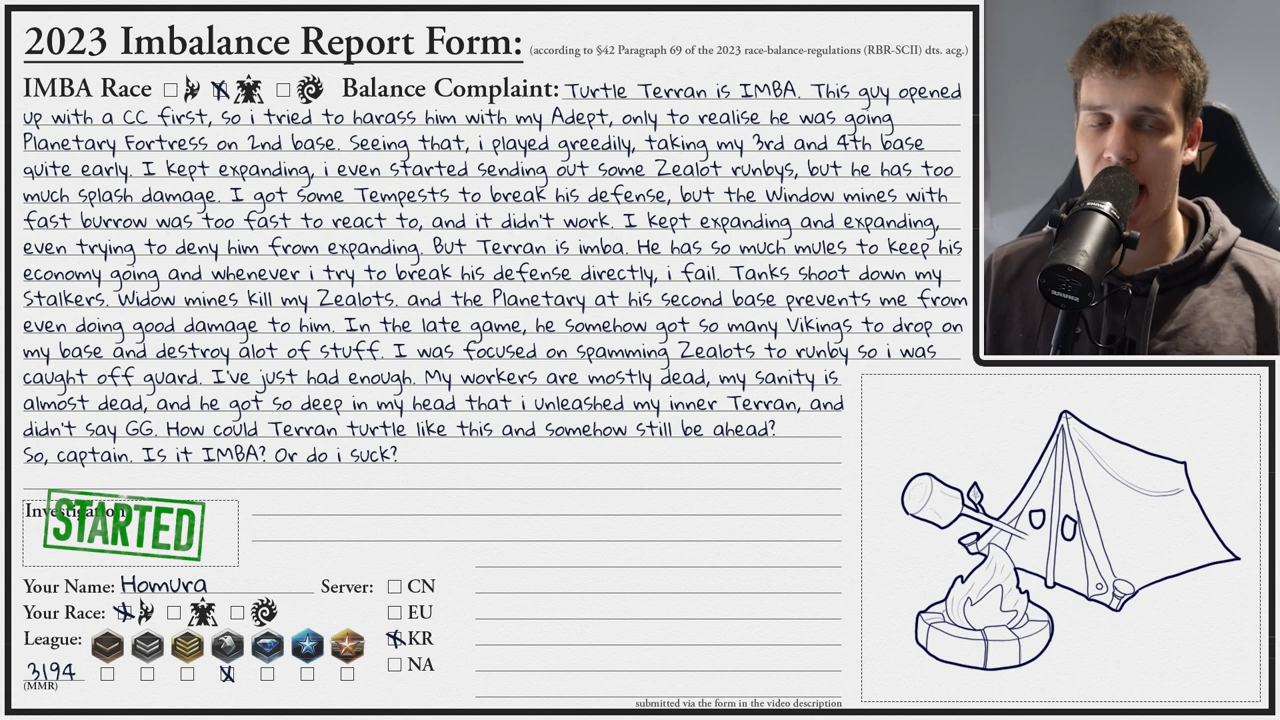 2023 Imbalance Report Form: (according to §42 Paragraph 69 of the 2023 race-balance-regulations (RBR-SCII) dts. acg.)
IMBA Race Balance Complaint: Turtle Terran is IMBA. This guy opened
up with a CC first, so i tried to harass him with my Adept, only to realise he was going
Planetary Fortress on 2nd base. Seeing that, i played greedily, taking my 3rd and 4th base
quite early. I kept expanding, i even started sending out some Zealot runbys, but he has too
much splash damage. I got some Tempests to break his defense, but the Window mines with
fast burrow was too fast to react to, and it didn't work. I kept expanding and expanding,
even trying to deny him from expanding. But Terran is imba. He has so much mules to keep his
economy going and whenever i try to break his defense directly, i fail. Tanks shoot down my
Stalkers. Widow mines kill my Zealots. and the Planetary at his second base prevents me from
even doing good damage to him. In the late game, he somehow got so many Vikings to drop on
my base and destroy alot of stuff. I was focused on spamming Zealots to runby so i was
caught off guard. I've just had enough. My workers are mostly dead, my sanity is
almost dead, and he got so deep in my head that i unleashed my inner Terran, and
didn't say GG. How could Terran turtle like this and somehow still be ahead?
So, captain. Is it IMBA? Or do i suck?
Investigation
STARTED
Your Name: Homura Server: CN
EU
Your Race:
League: KR
3194 NA
(MMR)
submitted via the form in the video description